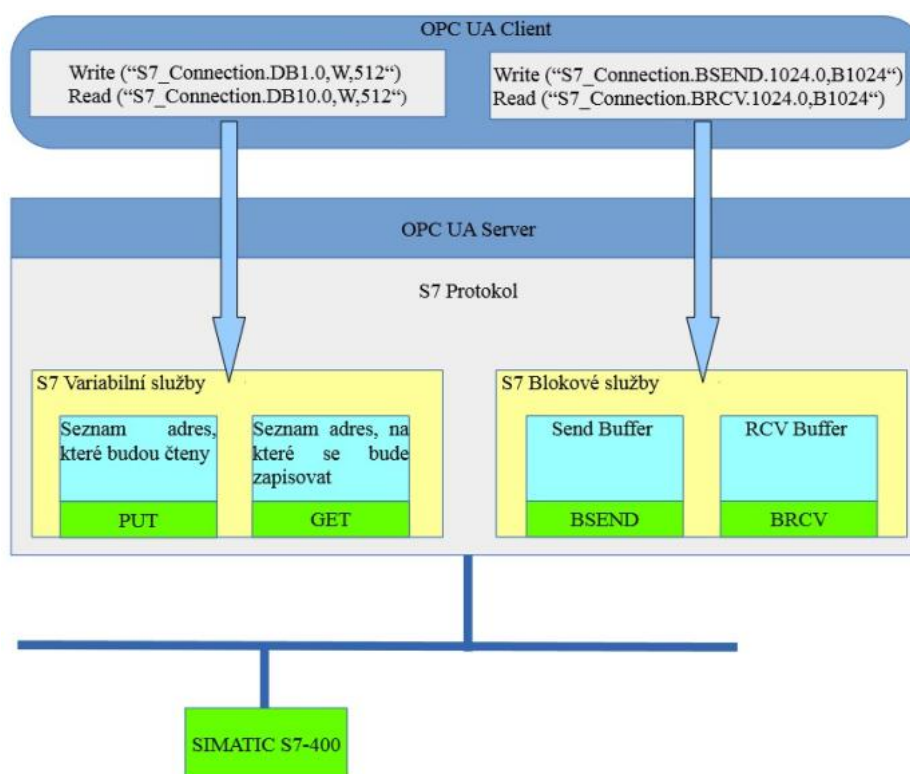 OPC UA Client
Write (“S7_Connection.DB1.0,W,512“)
Read (“S7_Connection.DB10.0,W,512“)
Write (“S7_Connection.BSEND.1024.0,B1024“)
Read (“S7_Connection.BRCV.1024.0,B1024“)
OPC UA Server
S7 Protokol
S7 Variabilní služby
Seznam adres,
které budou čteny
PUT
Seznam adres, na
které se bude
zapisovat
GET
S7 Blokové služby
Send Buffer
BSEND
RCV Buffer
BRCV
SIMATIC S7-400